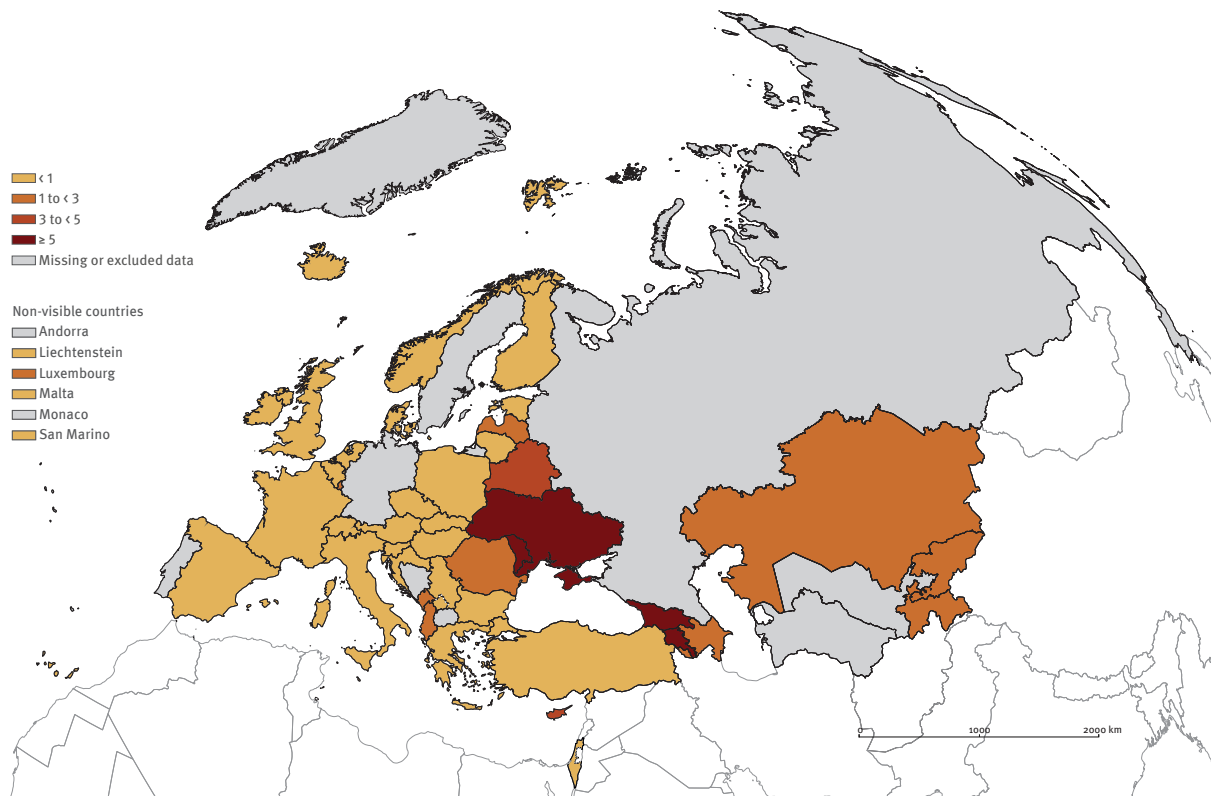 < 1
1 to < 3
3 to < 5
≥ 5
Missing or excluded data
Non-visible countries
Andorra
Liechtenstein
Luxembourg
Malta
Monaco
San Marino
0 1000 2000 km